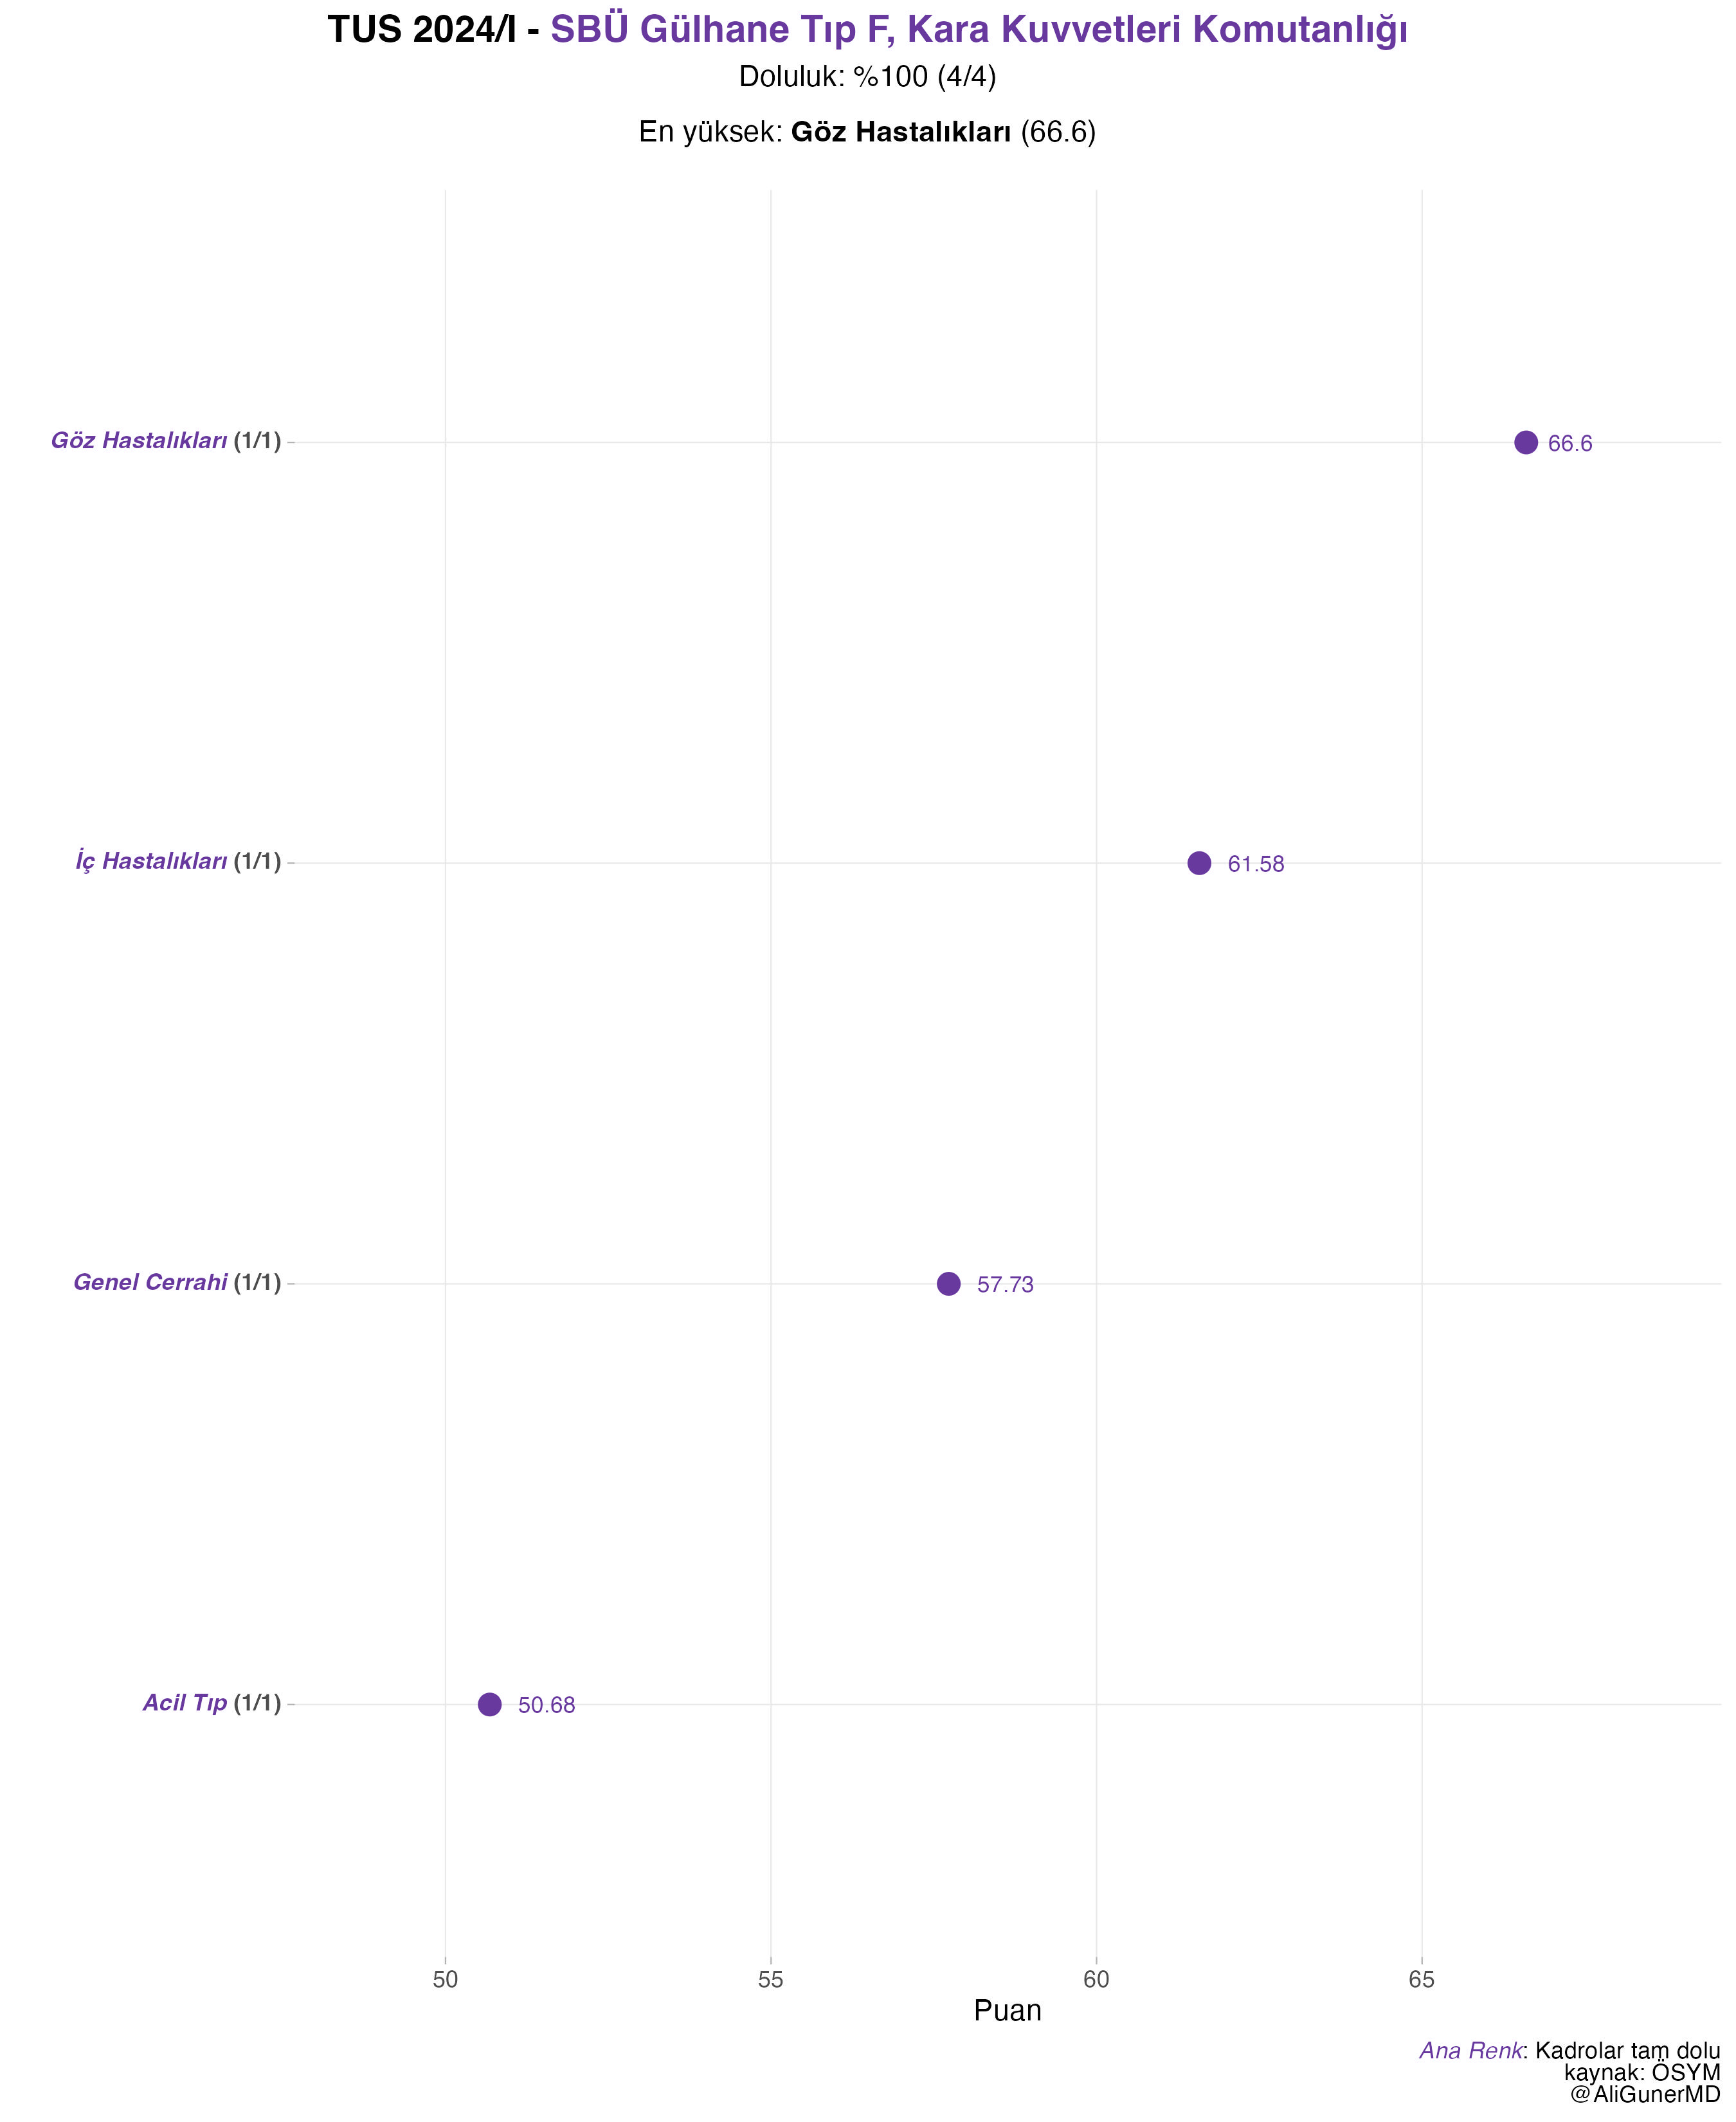 TUS 2024/I - SBÜ Gülhane Tıp F, Kara Kuvvetleri Komutanlığı
Doluluk: %100 (4/4)
En yüksek: Göz Hastalıkları (66.6)
Göz Hastalıkları (1/1)
66.6
İç Hastalıkları (1/1)
61.58
Genel Cerrahi (1/1)
57.73
Acil Tıp (1/1)
50.68
50 55 60 65
Puan
Ana Renk: Kadrolar tam dolu
kaynak: ÖSYM
@AliGunerMD